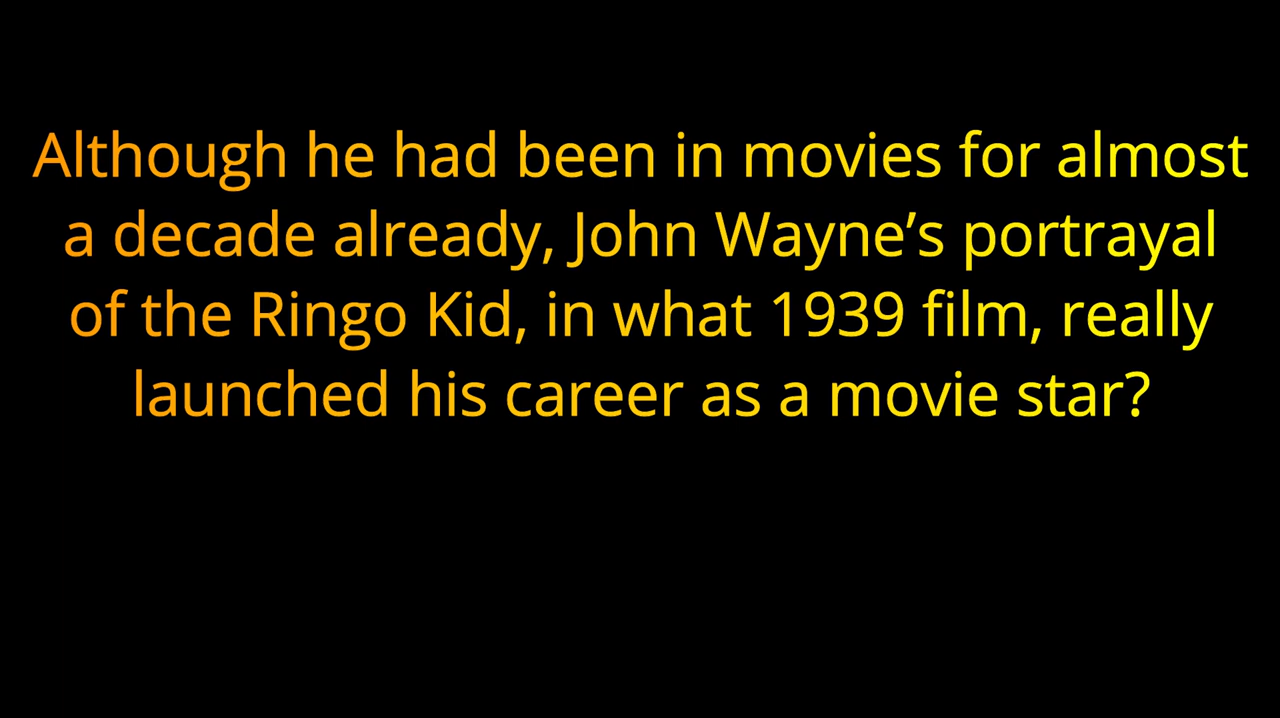 Although he had been in movies for almost
a decade already, John Wayne’s portrayal
of the Ringo Kid, in what 1939 film, really
launched his career as a movie star?